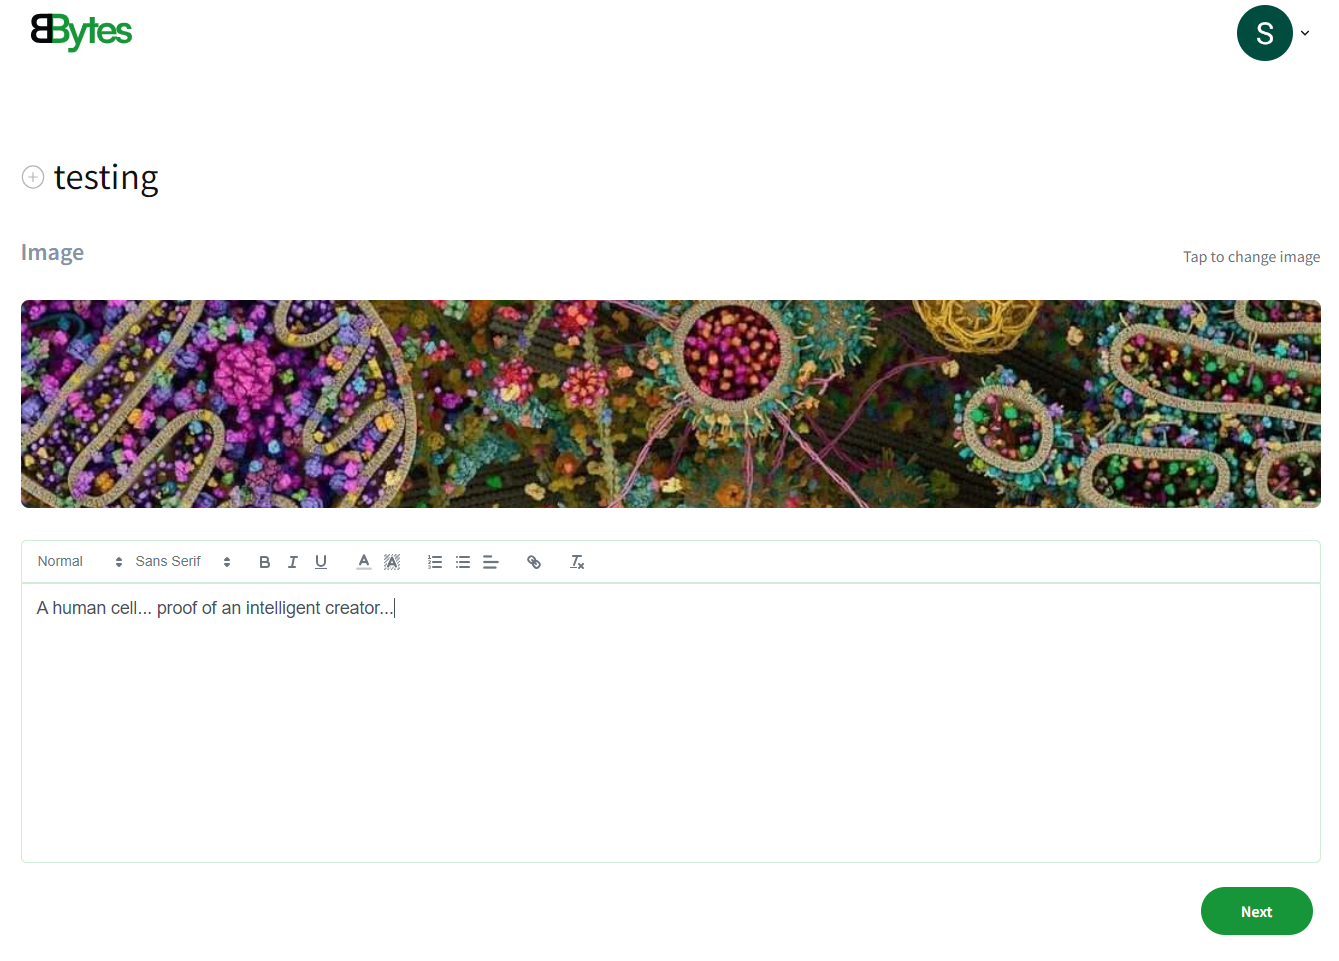 BBytes
S
testing
Image
Tap to change image
Normal Sans Serif B I U A A
A human cell... proof of an intelligent creator...
Next